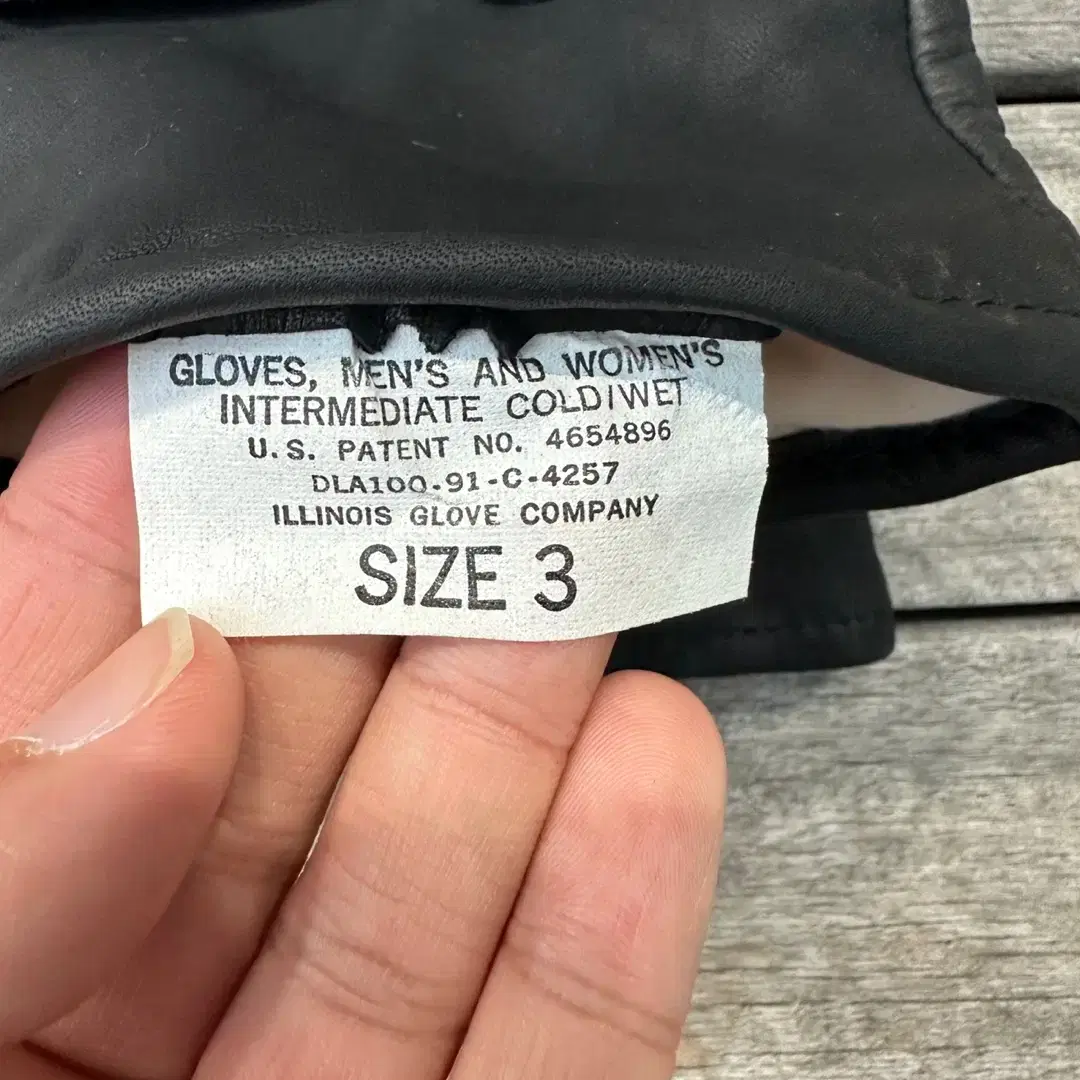 GLOVES, MEN'S AND WOMEN'S
INTERMEDIATE COLD/WET
U.S. PATENT NO. 4654896
DLA100-91-C-4257
ILLINOIS GLOVE COMPANY
SIZE 3